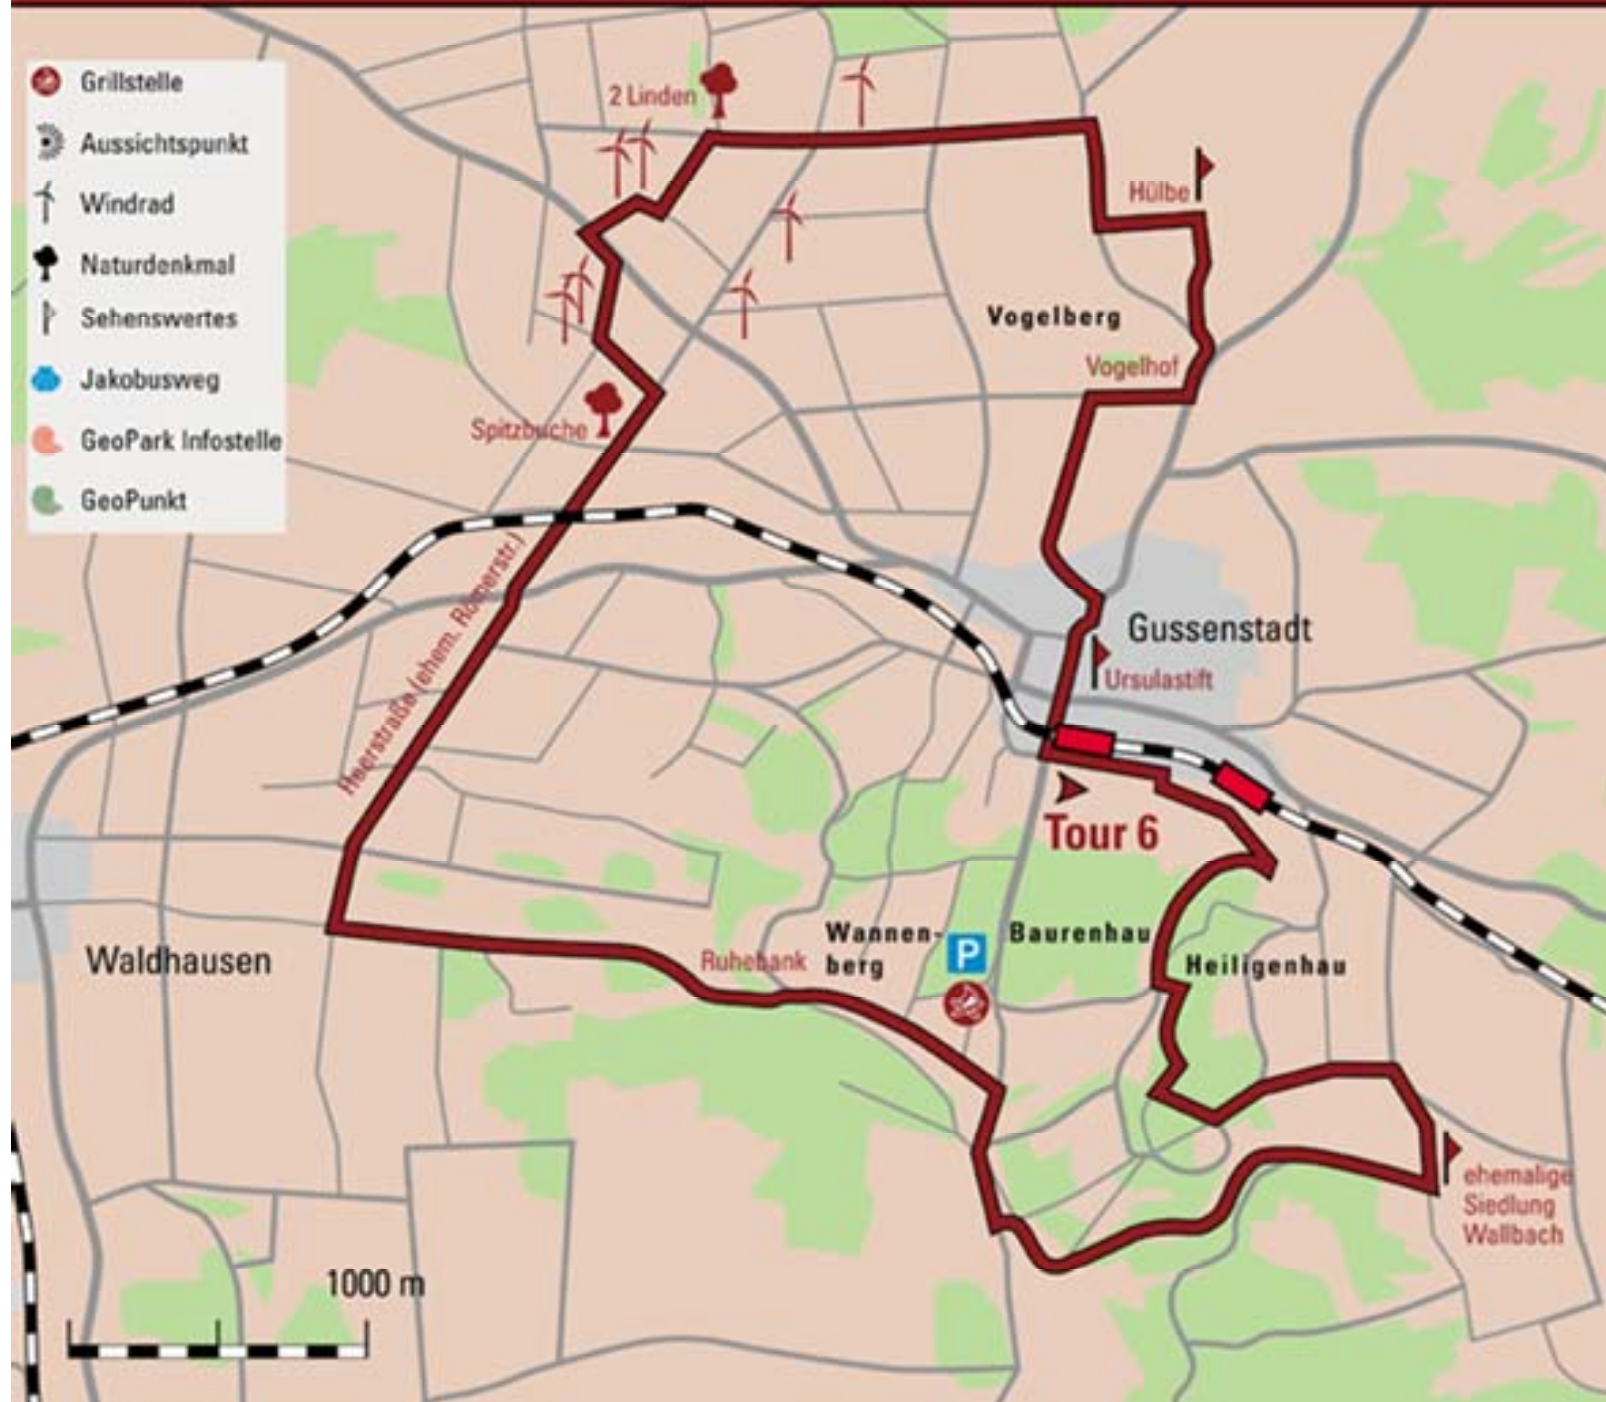 Grillstelle
Aussichtspunkt
Windrad
Naturdenkmal
Sehenswertes
Jakobusweg
GeoPark Infostelle
GeoPunkt
2 Linden
Hülbe
Vogelberg
Vogelhof
Spitzbuche
Heerstraße (ehem. Römerstr.)
Gussenstadt
Ursulastift
Tour 6
Waldhausen
Ruhebank
Wannen-
berg
P
Baurenhau
Heiligenhau
ehemalige
Siedlung
Wallbach
1000 m